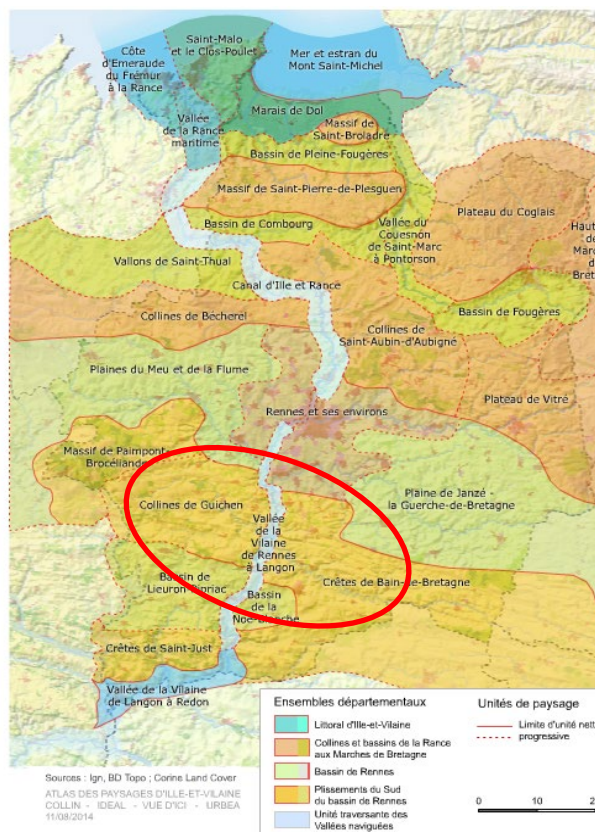 Saint-Malo
et le Clos-Poulet
Côte
d'Emeraude
du Frémur
à la Rance
Mer et estran du
Mont Saint-Michel
Vallée
de la Rance
maritime
Marais de Dol
Massif de
Saint-Broladre
Bassin de Pleine-Fougères
Massif de Saint-Pierre-de-Plesguen
Plateau du Coglais
Bassin de Combourg
Vallée du
Couesnon
de Saint-Marc
à Pontorson
Haut
de
Març
d
Brét
Vallons de Saint-Thual
Canal d'Ille et Rance
Bassin de Fougères
Collines de Bécherel
Collines de
Saint-Aubin-d'Aubigné
Plaines du Meu et de la Flume
Plateau de Vitré
Rennes et ses environs
Massif de Paimpont-
Brocéliande
Collines de Guichen
Plaine de Janzé -
la Guerche-de-Bretagne
Vallée
de la
Vilaine
de Rennes
à Langon
Bassin de
Lieuron-Pipriac
Crêtes de Bain-de-Bretagne
Bassin
de la
Noë-Blanche
Crêtes de Saint-Just
Vallée de la Vilaine
de Langon à Redon
Ensembles départementaux
Littoral d'Ille-et-Vilaine
Collines et bassins de la Rance
aux Marches de Bretagne
Bassin de Rennes
Plissements du Sud
du bassin de Rennes
Unité traversante des
Vallées naviguées
Unités de paysage
Limite d'unité nett
progressive
0 10 2
Sources : Ign, BD Topo ; Corine Land Cover
ATLAS DES PAYSAGES D'ILLE-ET-VILAINE
COLLIN - IDEAL - VUE D'ICI - URBEA
11/08/2014